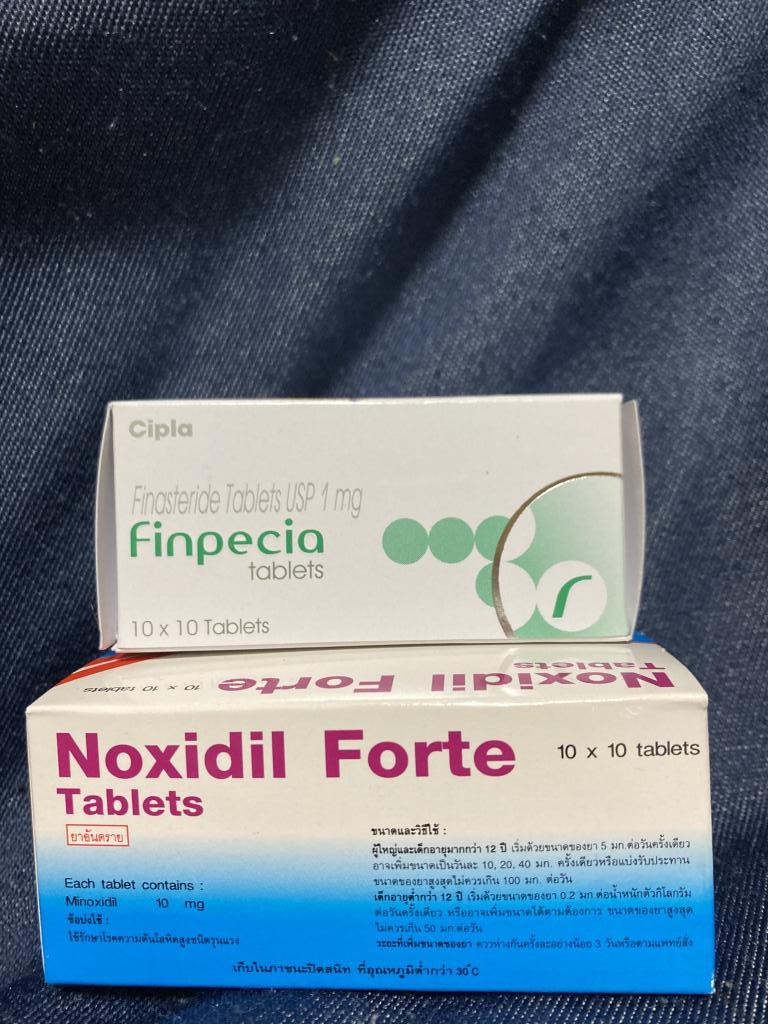 Cipla
Finasteride Tablets USP 1 mg
Finpecia
tablets
10 x 10 Tablets
Noxidil Forte
Tablets
10 x 10 tablets
Noxidil Forte
10 x 10 tablets
Tablets
ยาอันตราย
Each tablet contains :
Minoxidil 10 mg
ข้อบ่งใช้ :
ใช้รักษาโรคความดันโลหิตสูงชนิดรุนแรง
ขนาดและวิธีใช้ :
ผู้ใหญ่และเด็กอายุมากกว่า 12 ปี เริ่มด้วยขนาดของยา 5 มก.ต่อวันครั้งเดียว
อาจเพิ่มขนาดเป็นวันละ 10, 20, 40 มก. ครั้งเดียวหรือแบ่งรับประทาน
ขนาดของยาสูงสุดไม่ควรเกิน 100 มก. ต่อวัน
เด็กอายุต่ำกว่า 12 ปี เริ่มด้วยขนาดของยา 0.2 มก.ต่อน้ำหนักตัวกิโลกรัม
ต่อวันครั้งเดียว หรืออาจเพิ่มขนาดได้ตามต้องการ ขนาดของยาสูงสุด
ไม่ควรเกิน 50 มก.ต่อวัน
ระยะที่เพิ่มขนาดของยา ควรห่างกันครั้งละอย่างน้อย 3 วันหรือตามแพทย์สั่ง
เก็บในภาชนะปิดสนิท ที่อุณหภูมิต่ำกว่า 30°C